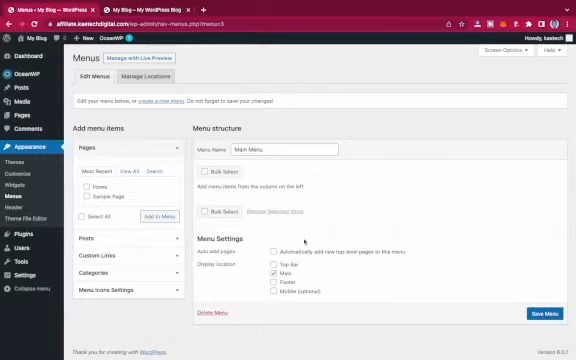 Menus ‹ My Blog — WordPress
My Blog – My WordPress Blog
affiliate.kaetechdigital.com/wp-admin/nav-menus.php?menu=3
My Blog 0 New OceanWP 1 Howdy, kaetech
Dashboard
OceanWP
Posts
Media
Pages
Comments
Appearance
Themes
Customize
Widgets
Menus
Header
Theme File Editor
Plugins
Users
Tools
Settings
Collapse menu
Screen Options Help
Menus Manage with Live Preview
Edit Menus Manage Locations
Edit your menu below, or create a new menu. Do not forget to save your changes!
Add menu items
Pages
Most Recent View All Search
Home
Sample Page
Select All Add to Menu
Posts
Custom Links
Categories
Menu Icons Settings
Menu structure
Menu Name Main Menu
Bulk Select
Add menu items from the column on the left
Bulk Select Remove Selected Items
Menu Settings
Auto add pages Automatically add new top-level pages to this menu
Display location Top Bar
Main
Footer
Mobile (optional)
Delete Menu Save Menu
Thank you for creating with WordPress. Version 6.0.1